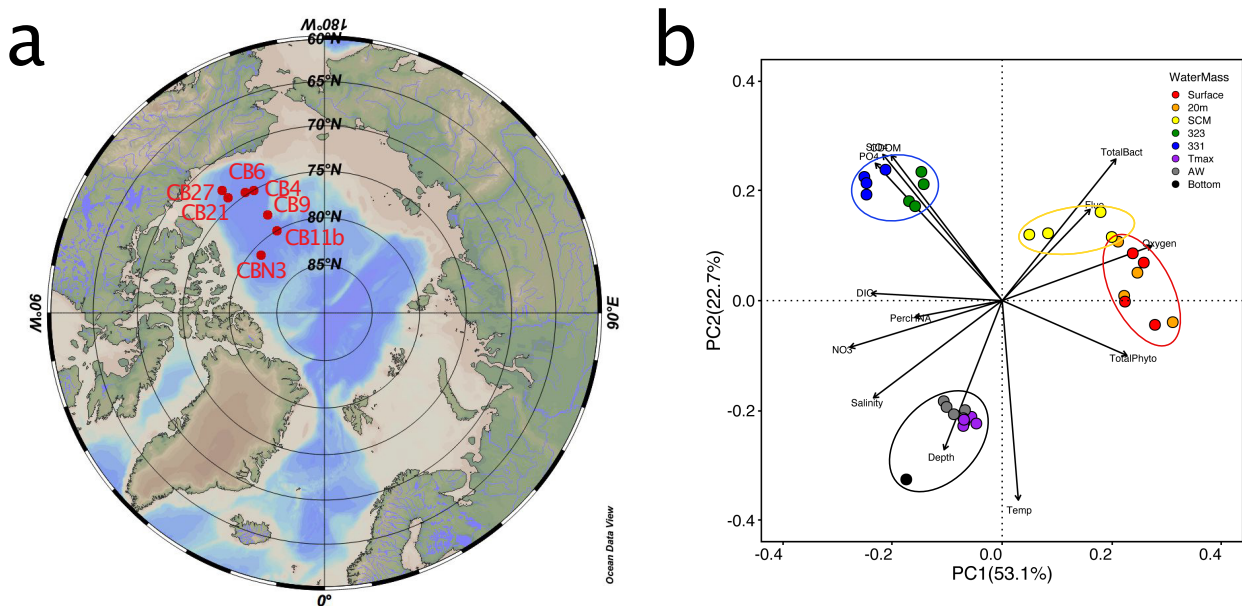 a
180°W
60°N
65°N
70°N
75°N
80°N
85°N
CB6
CB27
CB4
CB21
CB9
CB11b
CBN3
90°W
90°E
0°
Ocean Data View
b
PC2(22.7%)
0.4
0.2
0.0
-0.2
-0.4
WaterMass
Surface
20m
SCM
323
331
Tmax
AW
Bottom
CDOM
PO4
TotalBact
Fluo
Oxygen
DIC
PercHNA
NO3
TotalPhyto
Salinity
Depth
Temp
-0.4
-0.2
0.0
0.2
0.4
PC1(53.1%)